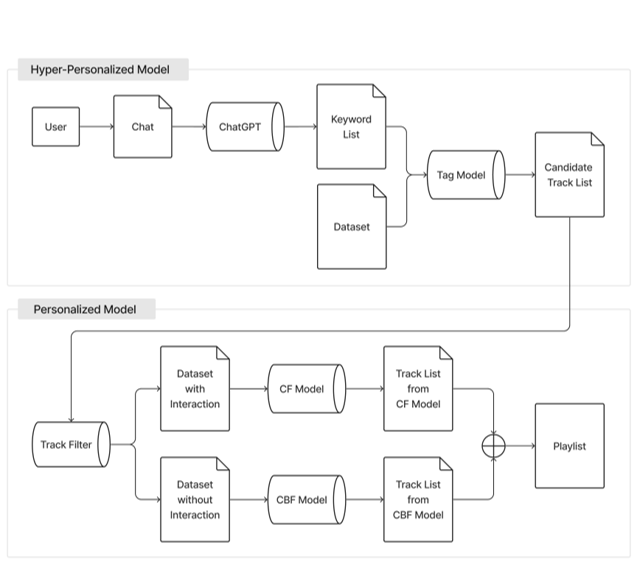 Hyper-Personalized Model
User
Chat
ChatGPT
Keyword
List
Dataset
Tag Model
Candidate
Track List
Personalized Model
Track Filter
Dataset
with
Interaction
CF Model
Track List
from
CF Model
Dataset
without
Interaction
CBF Model
Track List
from
CBF Model
Playlist